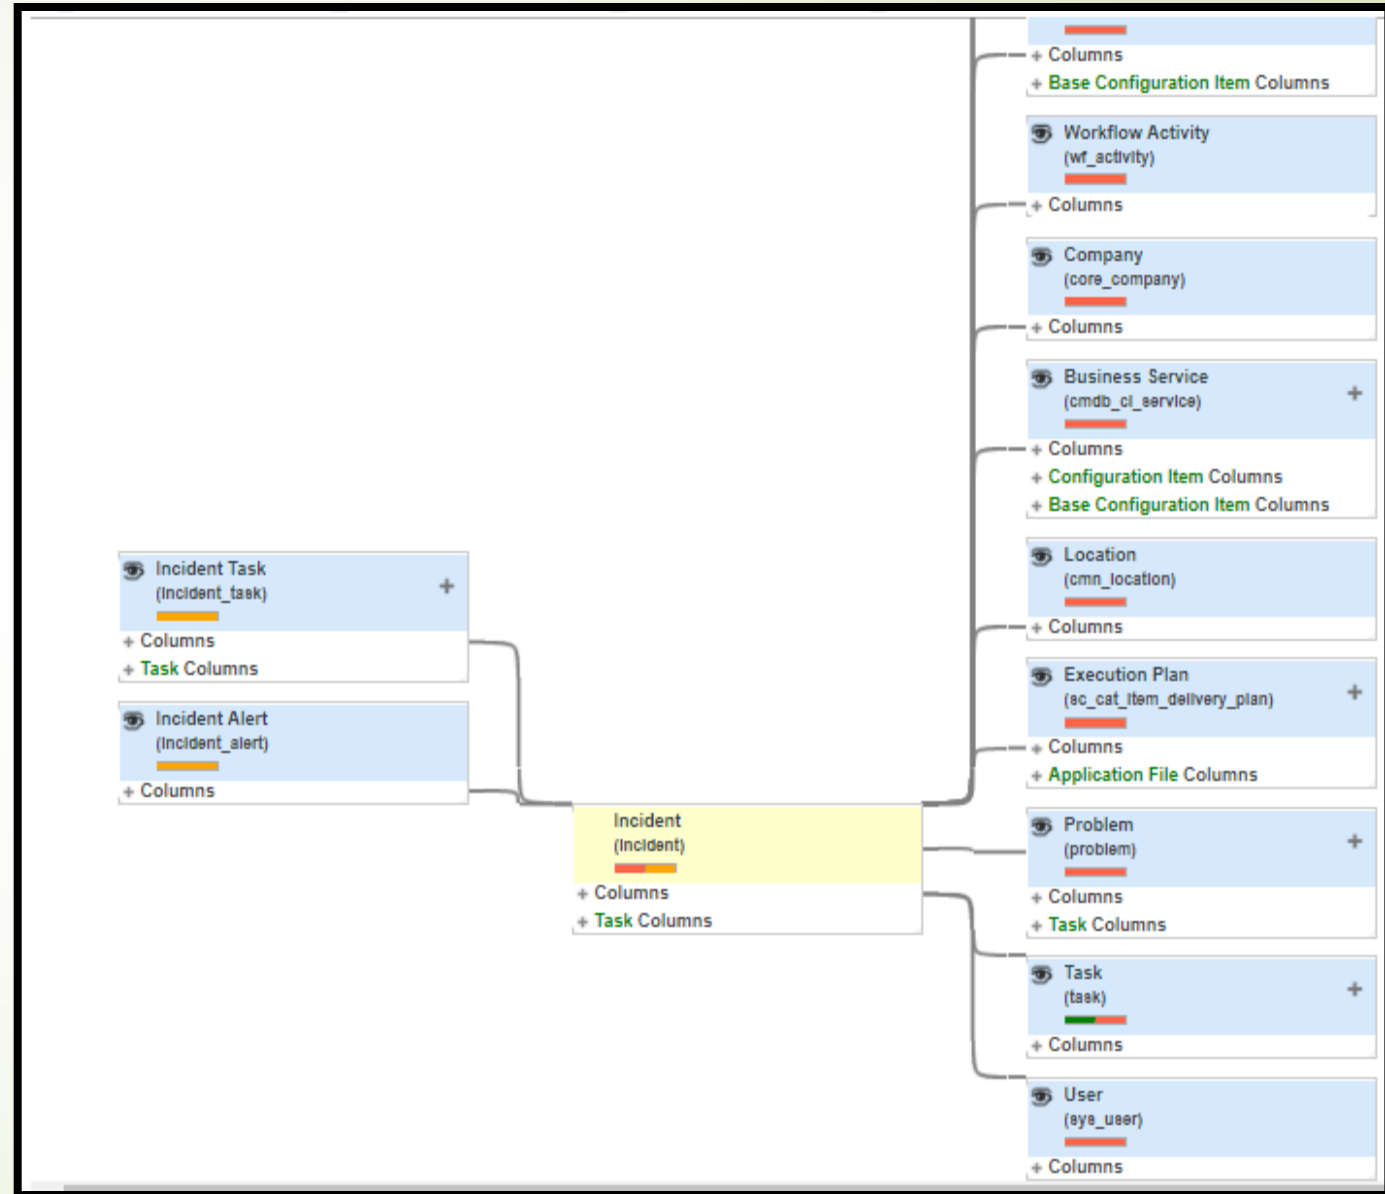 + Columns
+ Base Configuration Item Columns
Workflow Activity
(wf_activity)
+ Columns
Company
(core_company)
+ Columns
Business Service
(cmdb_ci_service)
+ Columns
+ Configuration Item Columns
+ Base Configuration Item Columns
Location
(cmn_location)
+ Columns
Execution Plan
(sc_cat_item_delivery_plan)
+ Columns
+ Application File Columns
Incident Task
(incident_task)
+ Columns
+ Task Columns
Incident Alert
(incident_alert)
+ Columns
Incident
(incident)
+ Columns
+ Task Columns
Problem
(problem)
+ Columns
+ Task Columns
Task
(task)
+ Columns
User
(sys_user)
+ Columns